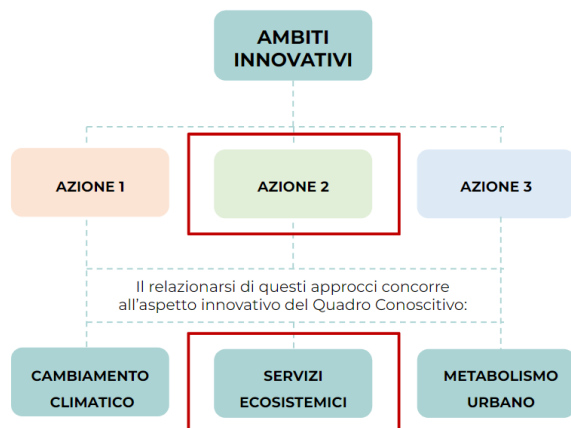 AMBITI
INNOVATIVI
AZIONE 1
AZIONE 2
AZIONE 3
Il relazionarsi di questi approcci concorre
all'aspetto innovativo del Quadro Conoscitivo:
CAMBIAMENTO
CLIMATICO
SERVIZI
ECOSISTEMICI
METABOLISMO
URBANO